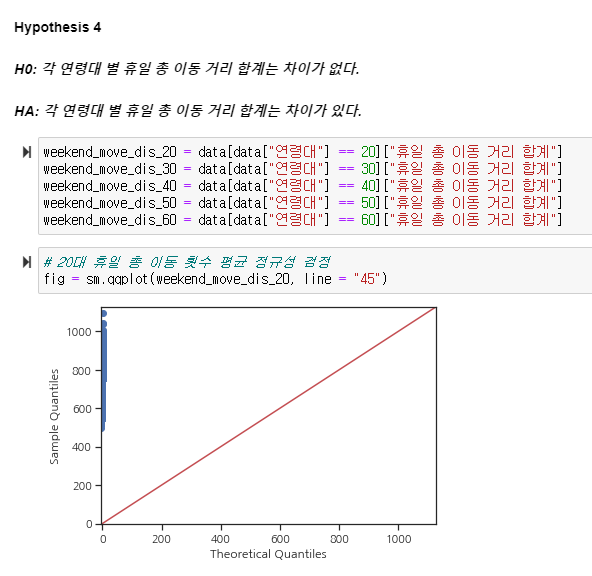 Hypothesis 4
H0: 각 연령대 별 휴일 총 이동 거리 합계는 차이가 없다.
HA: 각 연령대 별 휴일 총 이동 거리 합계는 차이가 있다.
weekend_move_dis_20 = data[data["연령대"] == 20]["휴일 총 이동 거리 합계"]
weekend_move_dis_30 = data[data["연령대"] == 30]["휴일 총 이동 거리 합계"]
weekend_move_dis_40 = data[data["연령대"] == 40]["휴일 총 이동 거리 합계"]
weekend_move_dis_50 = data[data["연령대"] == 50]["휴일 총 이동 거리 합계"]
weekend_move_dis_60 = data[data["연령대"] == 60]["휴일 총 이동 거리 합계"]
# 20대 휴일 총 이동 횟수 평균 정규성 검정
fig = sm.qqplot(weekend_move_dis_20, line = "45")
1000
800
600
400
200
0
Sample Quantiles
0 200 400 600 800 1000
Theoretical Quantiles